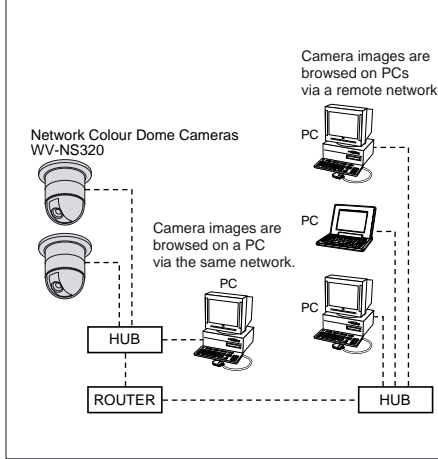 Camera images are
browsed on PCs
via a remote network
PC
Network Colour Dome Cameras
WV-NS320
PC
Camera images are
browsed on a PC
via the same network.
PC
PC
HUB
ROUTER
HUB